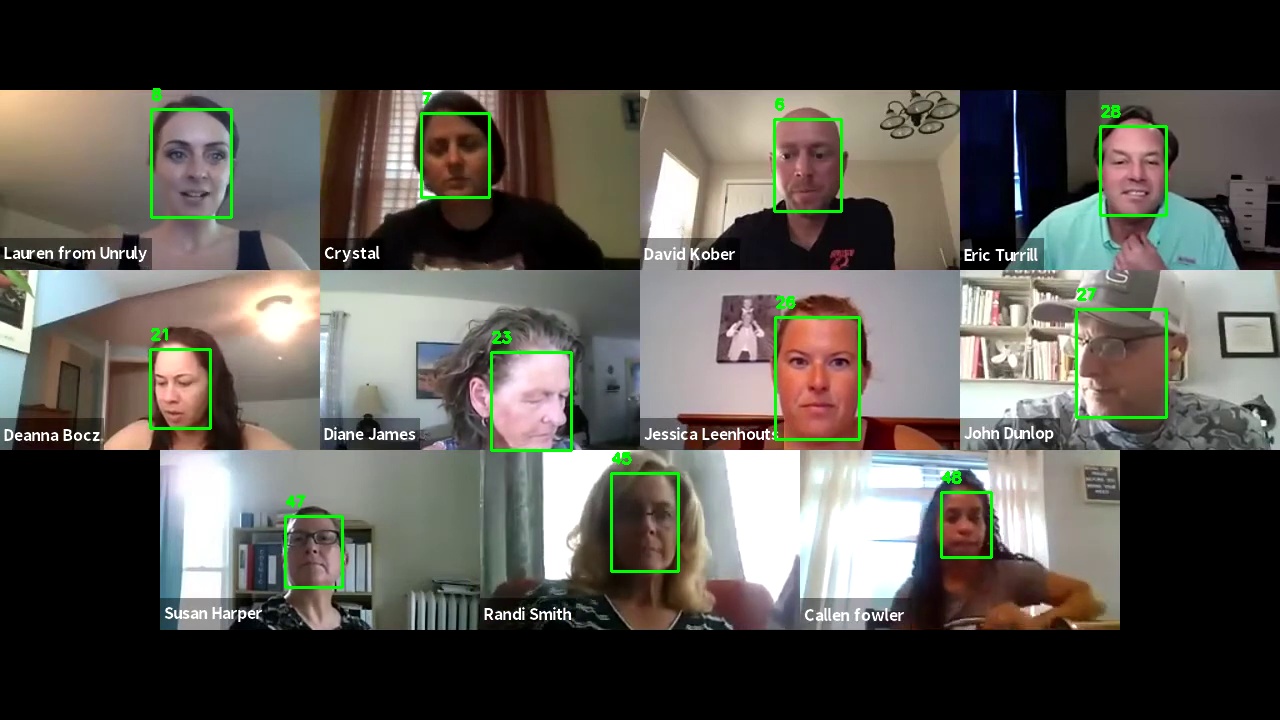 8
7
6
28
Lauren from Unruly
Crystal
David Kober
Eric Turrill
21
23
26
27
Deanna Bocz
Diane James
Jessica Leenhouts
John Dunlop
47
45
48
Susan Harper
Randi Smith
Callen fowler